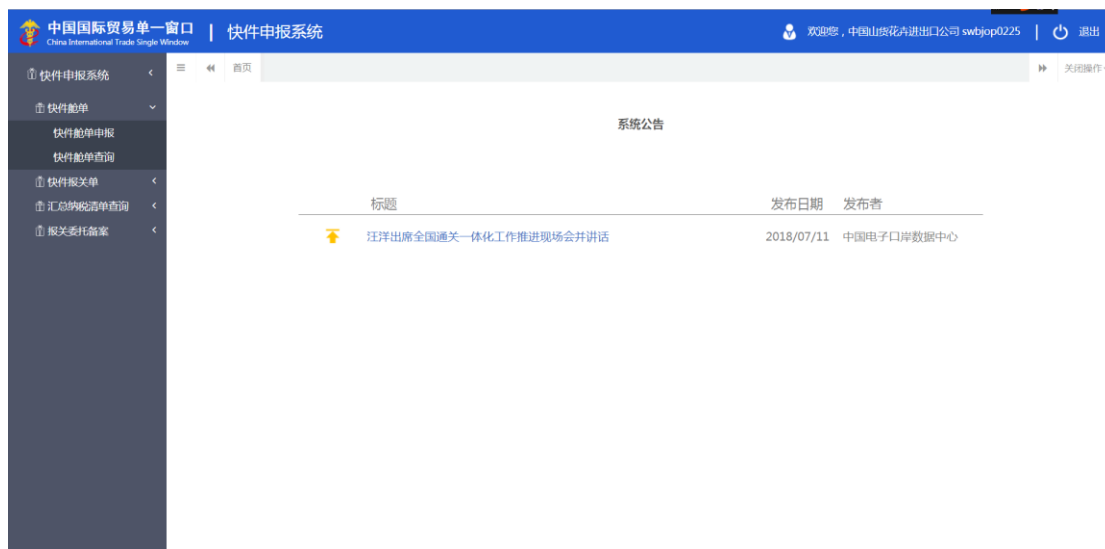 中国国际贸易单一窗口 | 快件申报系统
China International Trade Single Window
欢迎您，中国山货花卉进出口公司 swbjop0225 | 退出
快件申报系统
首页
关闭操作
快件舱单
快件舱单申报
快件舱单查询
快件报关单
汇总纳税清单查询
报关委托备案
系统公告
标题 发布日期 发布者
汪洋出席全国通关一体化工作推进现场会并讲话 2018/07/11 中国电子口岸数据中心